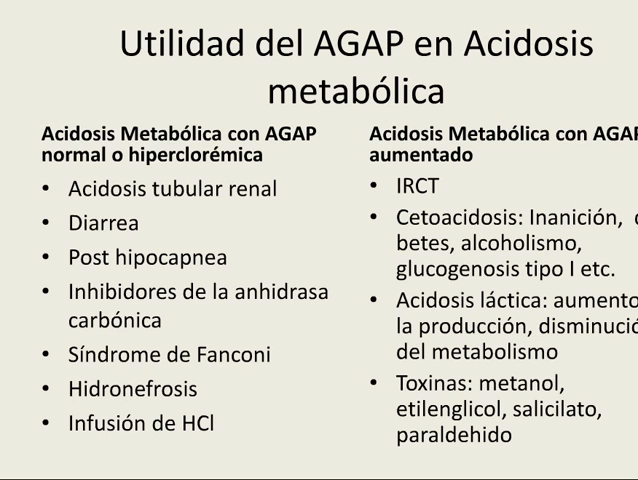 Utilidad del AGAP en Acidosis
metabólica
Acidosis Metabólica con AGAP
normal o hiperclorémica
• Acidosis tubular renal
• Diarrea
• Post hipocapnea
• Inhibidores de la anhidrasa
carbónica
• Síndrome de Fanconi
• Hidronefrosis
• Infusión de HCl
Acidosis Metabólica con AGAP
aumentado
• IRCT
• Cetoacidosis: Inanición,
betes, alcoholismo,
glucogenosis tipo I etc.
• Acidosis láctica: aumento
la producción, disminució
del metabolismo
• Toxinas: metanol,
etilenglicol, salicilato,
paraldehido